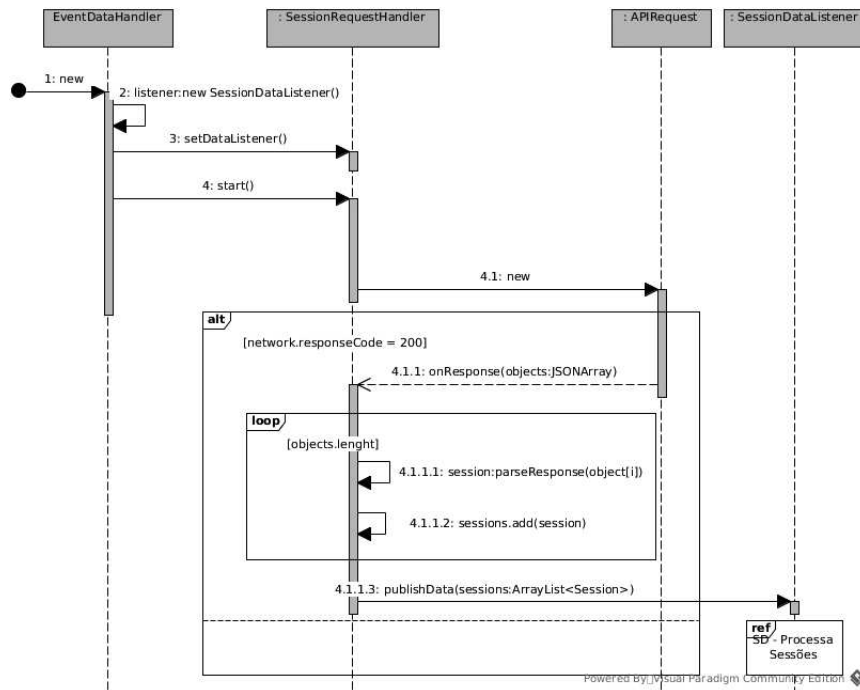 EventDataHandler
: SessionRequestHandler
: APIRequest
: SessionDataListener
1: new
2: listener:new SessionDataListener()
3: setDataListener()
4: start()
4.1: new
alt
[network.responseCode = 200]
4.1.1: onResponse(objects:JSONArray)
loop
[objects.lenght]
4.1.1.1: session:parseResponse(object[i])
4.1.1.2: sessions.add(session)
4.1.1.3: publishData(sessions:ArrayList<Session>)
ref
SD - Processa
Sessões
Powered By Visual Paradigm Community Edition